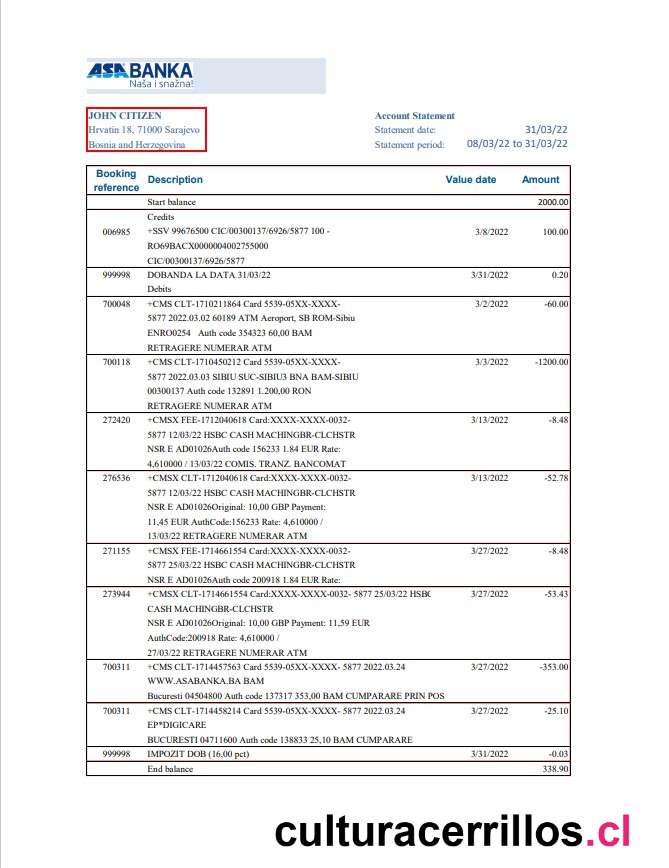 ASA BANKA
Naša i snažna!
JOHN CITIZEN
Hrvatin 18, 71000 Sarajevo
Bosnia and Herzegovina
Account Statement
Statement date: 31/03/22
Statement period: 08/03/22 to 31/03/22
Booking reference Description Value date Amount
Start balance 2000.00
Credits
006985 +SSV 99676500 CIC/00300137/6926/5877 100 - 3/8/2022 100.00
RO69BACX0000004002755000
CIC/00300137/6926/5877
999998 DOBANDA LA DATA 31/03/22 3/31/2022 0.20
Debits
700048 +CMS CLT-1710211864 Card 5539-05XX-XXXX- 3/2/2022 -60.00
5877 2022.03.02 60189 ATM Aeroport, SB ROM-Sibiu
ENRO0254 Auth code 354323 60,00 BAM
RETRAGERE NUMERAR ATM
700118 +CMS CLT-1710450212 Card 5539-05XX-XXXX- 3/3/2022 -1200.00
5877 2022.03.03 SIBIU SUC-SIBIU3 BNA BAM-SIBIU
00300137 Auth code 132891 1.200,00 RON
RETRAGERE NUMERAR ATM
272420 +CMSX FEE-1712040618 Card:XXXX-XXXX-0032- 3/13/2022 -8.48
5877 12/03/22 HSBC CASH MACHINGBR-CLCHSTR
NSR E AD01026Auth code 156233 1.84 EUR Rate:
4,610000 / 13/03/22 COMIS. TRANZ. BANCOMAT
276536 +CMSX CLT-1712040618 Card:XXXX-XXXX-0032- 3/13/2022 -52.78
5877 12/03/22 HSBC CASH MACHINGBR-CLCHSTR
NSR E AD01026Original: 10,00 GBP Payment:
11,45 EUR AuthCode:156233 Rate: 4,610000 /
13/03/22 RETRAGERE NUMERAR ATM
271155 +CMSX FEE-1714661554 Card:XXXX-XXXX-0032- 3/27/2022 -8.48
5877 25/03/22 HSBC CASH MACHINGBR-CLCHSTR
NSR E AD01026Auth code 200918 1.84 EUR Rate:
273944 +CMSX CLT-1714661554 Card:XXXX-XXXX-0032- 5877 25/03/22 HSBC 3/27/2022 -53.43
CASH MACHINGBR-CLCHSTR
NSR E AD01026Original: 10,00 GBP Payment: 11,59 EUR
AuthCode:200918 Rate: 4,610000 /
27/03/22 RETRAGERE NUMERAR ATM
700311 +CMS CLT-1714457563 Card 5539-05XX-XXXX- 5877 2022.03.24 3/27/2022 -353.00
WWW.ASABANKA.BA BAM
Bucuresti 04504800 Auth code 137317 353,00 BAM CUMPARARE PRIN POS
700311 +CMS CLT-1714458214 Card 5539-05XX-XXXX- 5877 2022.03.24 3/27/2022 -25.10
EP*DIGICARE
BUCURESTI 04711600 Auth code 138833 25,10 BAM CUMPARARE
999998 IMPOZIT DOB (16,00 pct) 3/31/2022 -0.03
End balance 338.90
culturacerrillos.cl